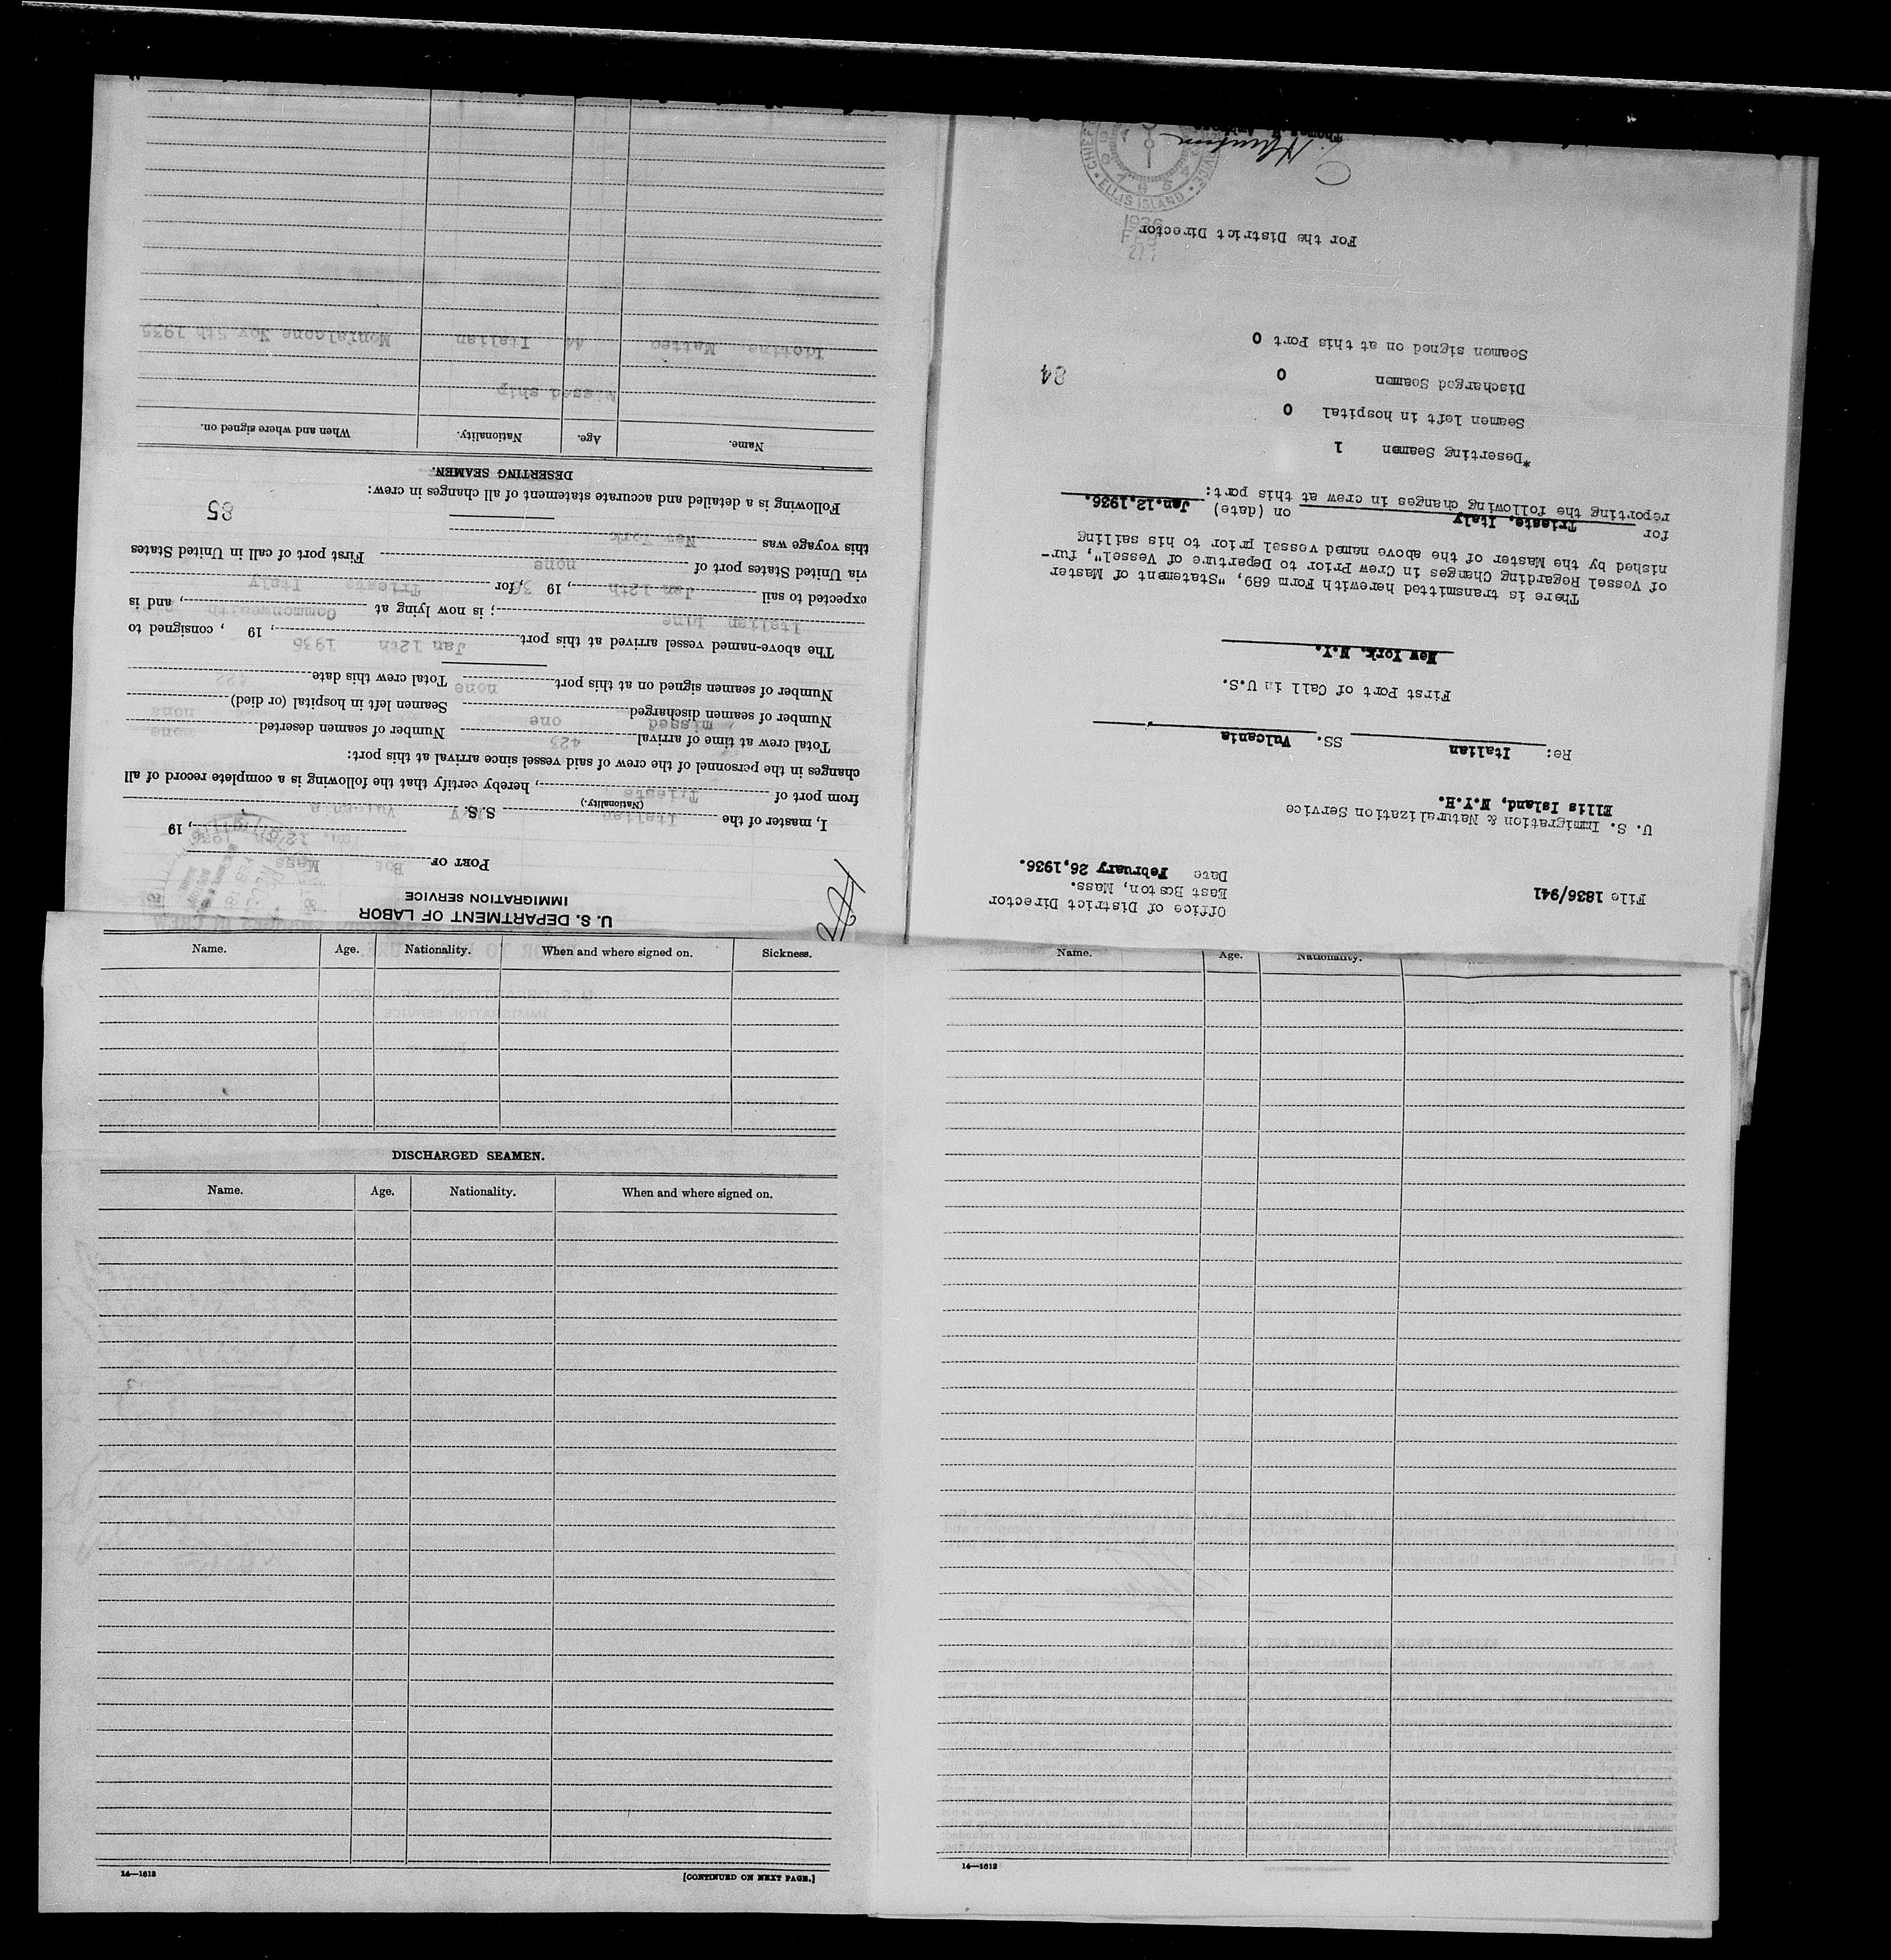 File 1836/941
Office of District Director
East Boston, Mass.
Date February 26,1936.
U. S. Immigration & Naturalization Service
Ellis Island, N.Y.H.
Re: Italian SS. Vulcania
First Port of Call in U.S.
New York, N.Y.
There is transmitted herewith Form 689, "Statement of Master
of Vessel Regarding Changes in Crew Prior to Departure of Vessel", fur-
nished by the Master of the above named vessel prior to his sailing
for Trieste, Italy on (date) Jan.12,1936.
reporting the following changes in crew at this port:
*Deserting Seamen 1
Seamen left in hospital 0
Discharged Seamen 0
84
Seamen signed on at this Port 0
For the District Director
27
FEB
1936
ELLIS ISLAND
U. S. DEPARTMENT OF LABOR
IMMIGRATION SERVICE
PORT OF Bos Mass
Jan. 12th 1936, 19
I, master of the Italian S.S. M/V Vulcania
(Nationality.)
from port of Trieste, hereby certify that the following is a complete record of all
changes in the personnel of the crew of said vessel since arrival at this port:
Total crew at time of arrival 423 Number of seamen deserted none
missed one
Number of seamen discharged Seamen left in hospital (or died) none
Number of seamen signed on at this port none Total crew this date 422
The above-named vessel arrived at this port Jan 12th 1936, 19 , consigned to
Italian Line; is now lying at Commonwealth, and is
expected to sail Jan 12th, 19 36, for Trieste Italy
via United States port of none First port of call in United States
this voyage was New York
85
Following is a detailed and accurate statement of all changes in crew:
DESERTING SEAMEN.
Name. Age. Nationality. When and where signed on.
Missed ship
Matteo 44 Italian Monfalcone Nov 5th 1935
Name. Age. Nationality. When and where signed on. Sickness.
DISCHARGED SEAMEN.
Name. Age. Nationality. When and where signed on.
14—1613
[CONTINUED ON NEXT PAGE.]
Name. Age. Nationality.
14—1613